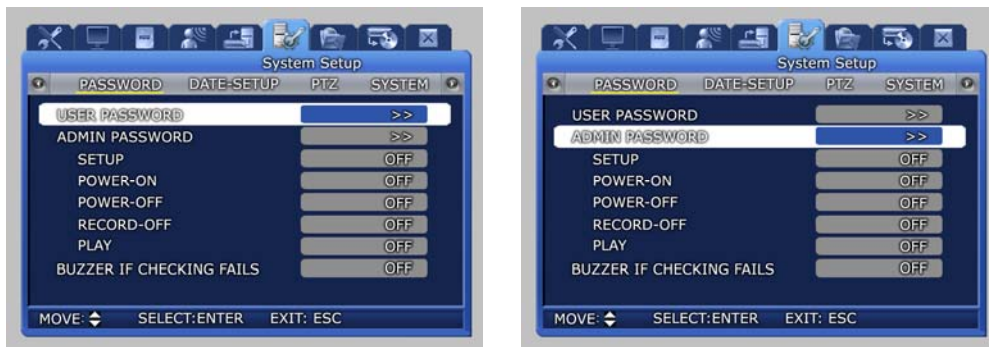 System Setup
PASSWORD DATE-SETUP PTZ SYSTEM
USER PASSWORD >>
ADMIN PASSWORD >>
SETUP OFF
POWER-ON OFF
POWER-OFF OFF
RECORD-OFF OFF
PLAY OFF
BUZZER IF CHECKING FAILS OFF
MOVE: SELECT:ENTER EXIT: ESC
System Setup
PASSWORD DATE-SETUP PTZ SYSTEM
USER PASSWORD >>
ADMIN PASSWORD >>
SETUP OFF
POWER-ON OFF
POWER-OFF OFF
RECORD-OFF OFF
PLAY OFF
BUZZER IF CHECKING FAILS OFF
MOVE: SELECT:ENTER EXIT: ESC